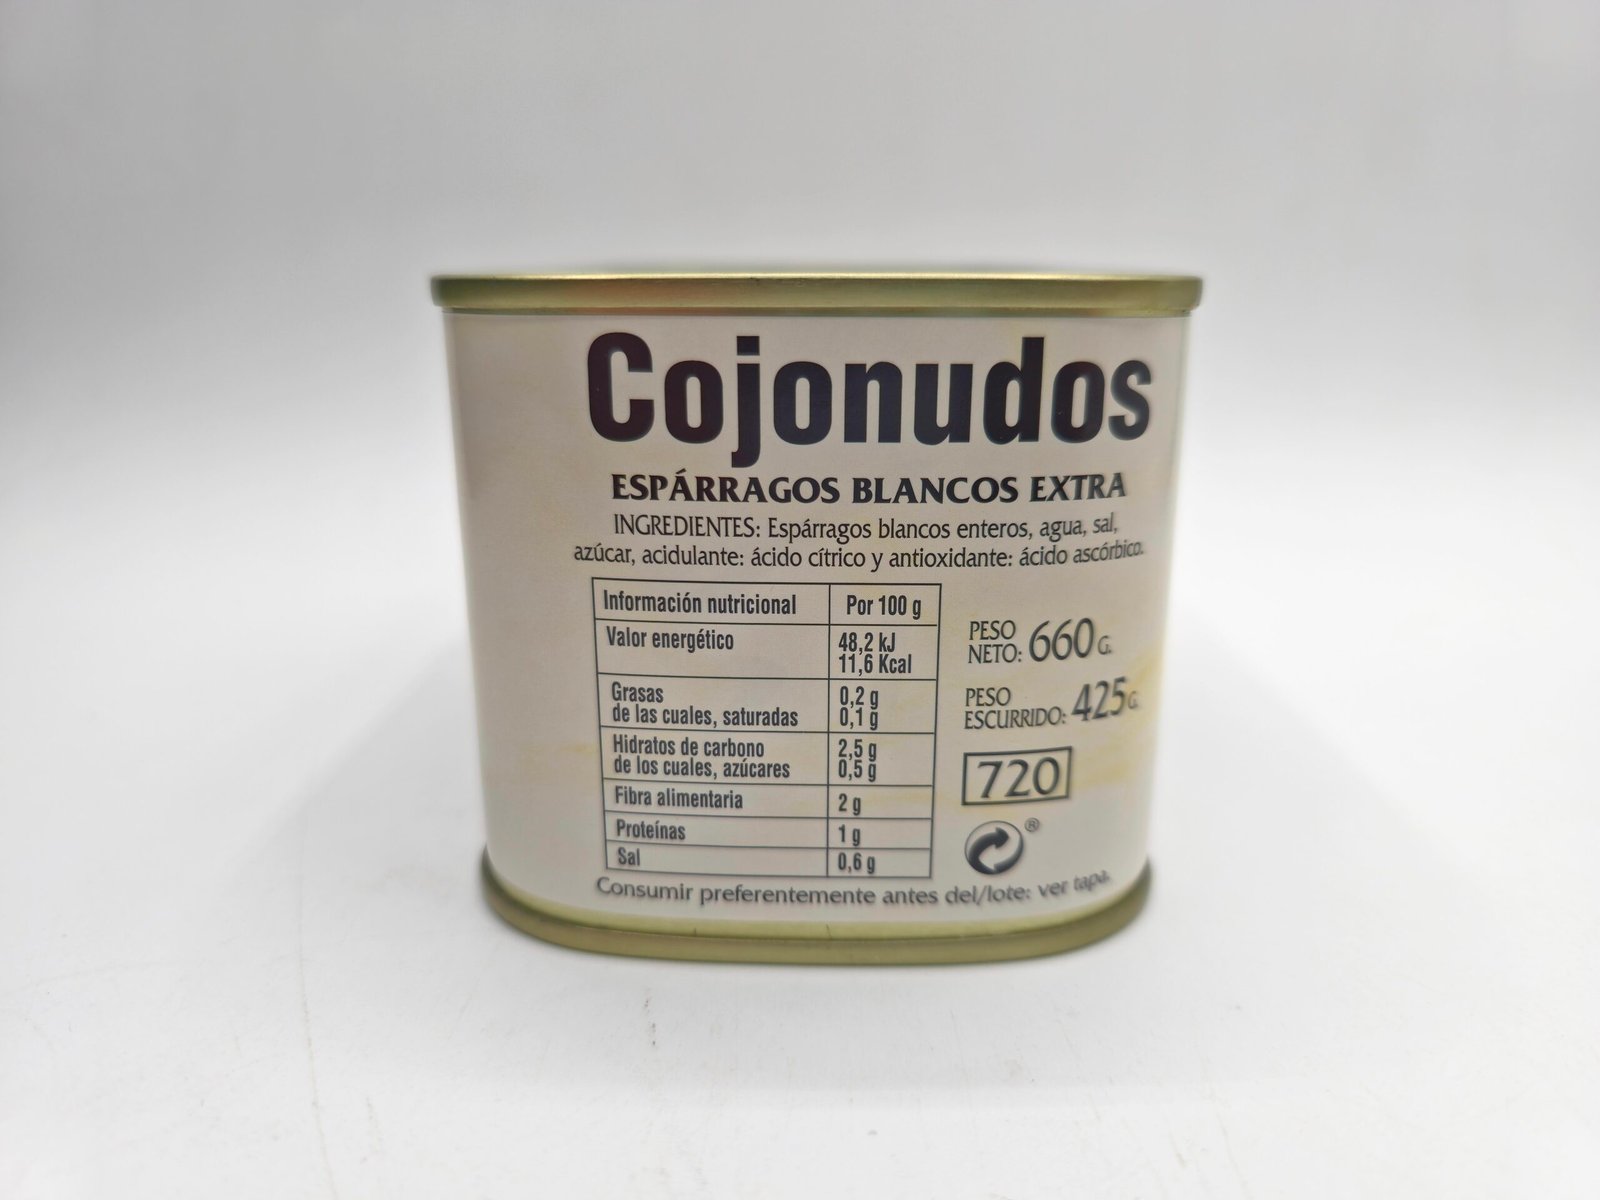 Cojonudos
ESPÁRRAGOS BLANCOS EXTRA
INGREDIENTES: Espárragos blancos enteros, agua, sal,
azúcar, acidulante: ácido cítrico y antioxidante: ácido ascórbico.
Información nutricional Por 100 g
Valor energético 48,2 kJ
11,6 Kcal
Grasas 0,2 g
de las cuales, saturadas 0,1 g
Hidratos de carbono 2,5 g
de los cuales, azúcares 0,5 g
Fibra alimentaria 2 g
Proteínas 1 g
Sal 0,6 g
PESO
NETO: 660 G.
PESO
ESCURRIDO: 425 G.
720
®
Consumir preferentemente antes del/lote: ver tapa.